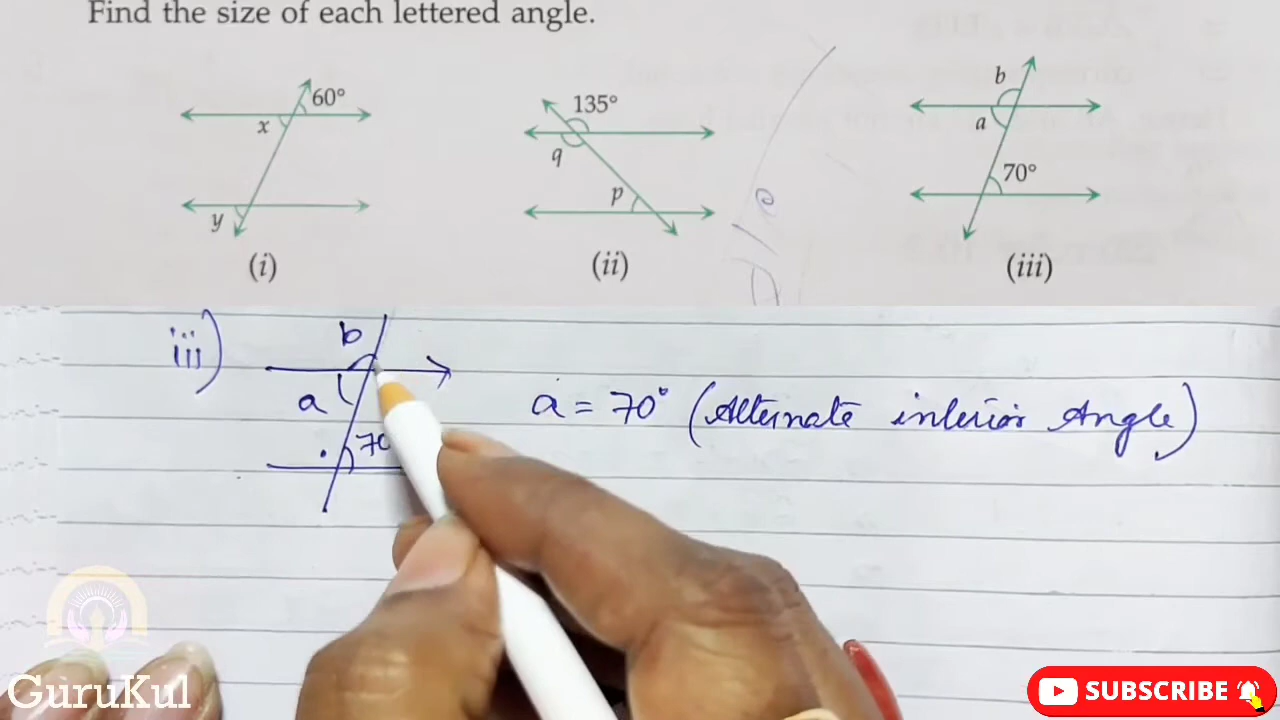 Find the size of each lettered angle.
60°
x
y
(i)
135°
q
p
(ii)
b
a
70°
(iii)
iii)
b
a
70
a = 70° (Alternate interior Angle)
GuruKul
SUBSCRIBE